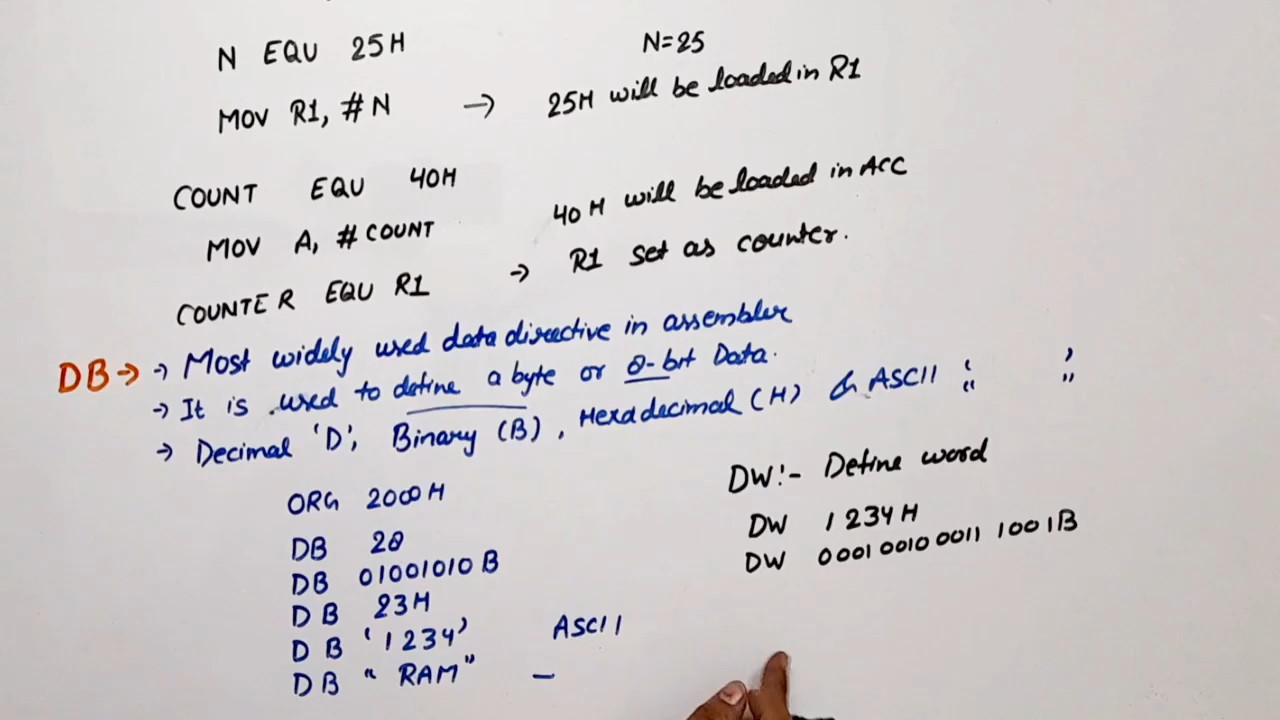 N EQU 25H N=25
MOV R1, #N → 25H will be loaded in R1
COUNT EQU 40H
MOV A, #COUNT 40H will be loaded in ACC
COUNTER EQU R1 → R1 set as counter.
DB → → Most widely used data directive in assembler
→ It is used to define a byte or 8-bit Data.
→ Decimal 'D', Binary (B), Hexadecimal (H) & ASCII ' ' " "
ORG 2000H
DB 28
DB 01001010B
DB 23H
DB '1234' ASCII
DB "RAM" –
DW:- Define word
DW 1234H
DW 0001 0010 0011 1001B